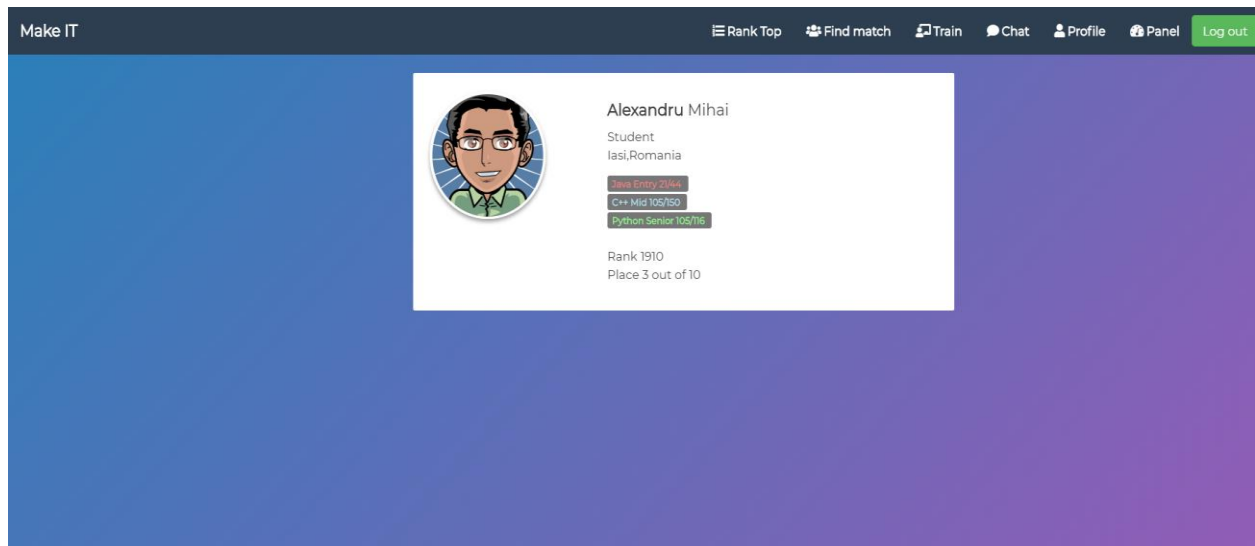 Make IT
Rank Top
Find match
Train
Chat
Profile
Panel
Log out
Alexandru Mihai
Student
Iasi,Romania
Java Entry 21/44
C++ Mid 105/150
Python Senior 105/116
Rank 1910
Place 3 out of 10